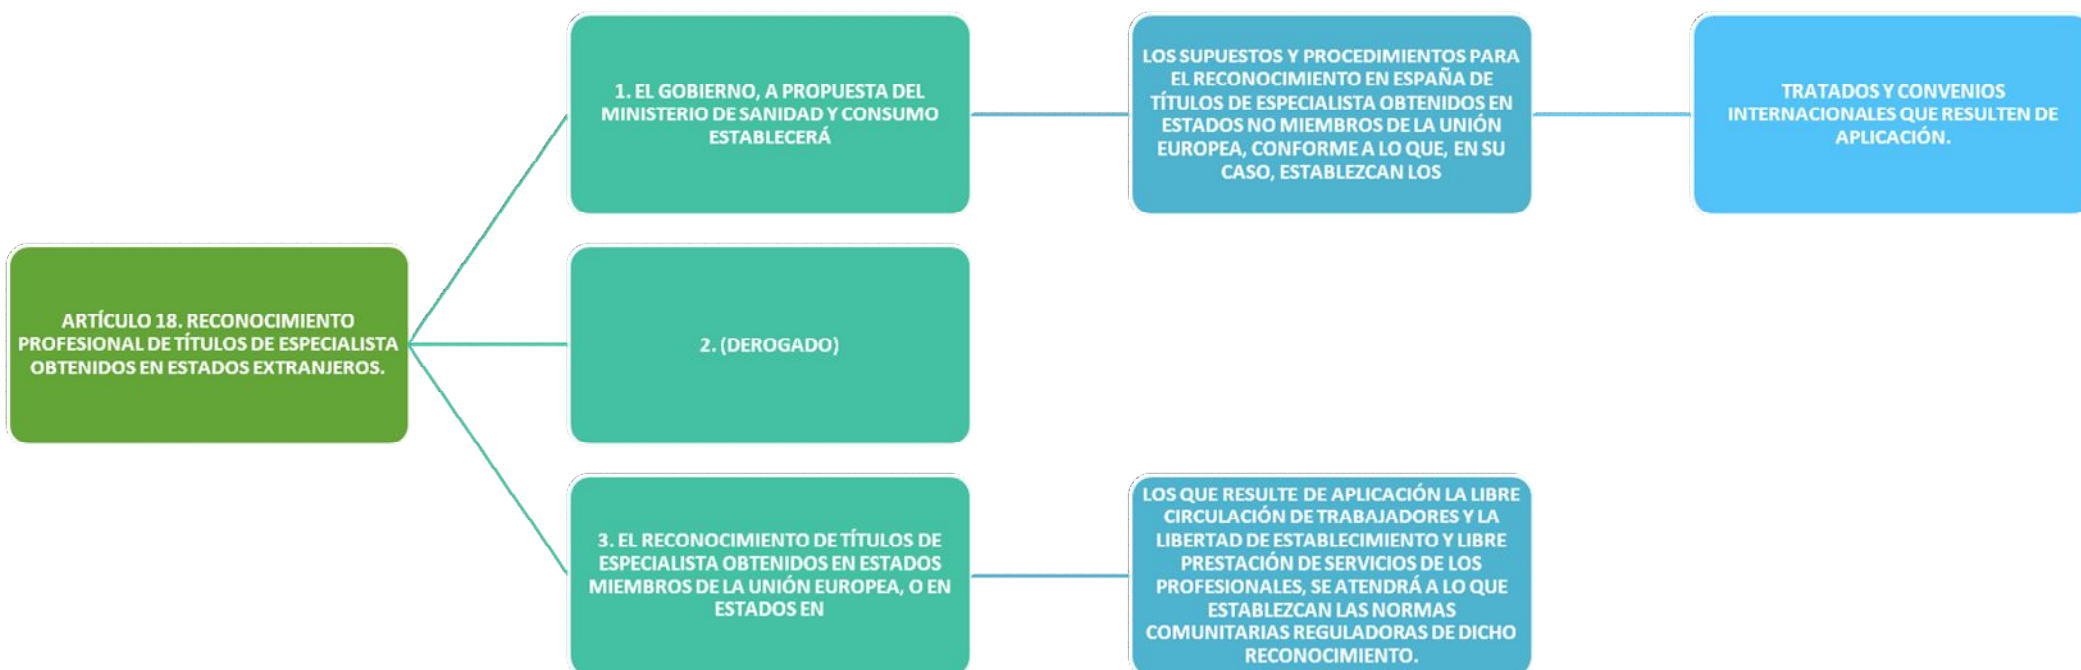 ARTÍCULO 18. RECONOCIMIENTO
PROFESIONAL DE TÍTULOS DE ESPECIALISTA
OBTENIDOS EN ESTADOS EXTRANJEROS.
1. EL GOBIERNO, A PROPUESTA DEL
MINISTERIO DE SANIDAD Y CONSUMO
ESTABLECERÁ
LOS SUPUESTOS Y PROCEDIMIENTOS PARA
EL RECONOCIMIENTO EN ESPAÑA DE
TÍTULOS DE ESPECIALISTA OBTENIDOS EN
ESTADOS NO MIEMBROS DE LA UNIÓN
EUROPEA, CONFORME A LO QUE, EN SU
CASO, ESTABLEZCAN LOS
TRATADOS Y CONVENIOS
INTERNACIONALES QUE RESULTEN DE
APLICACIÓN.
2. (DEROGADO)
3. EL RECONOCIMIENTO DE TÍTULOS DE
ESPECIALISTA OBTENIDOS EN ESTADOS
MIEMBROS DE LA UNIÓN EUROPEA, O EN
ESTADOS EN
LOS QUE RESULTE DE APLICACIÓN LA LIBRE
CIRCULACIÓN DE TRABAJADORES Y LA
LIBERTAD DE ESTABLECIMIENTO Y LIBRE
PRESTACIÓN DE SERVICIOS DE LOS
PROFESIONALES, SE ATENDRÁ A LO QUE
ESTABLEZCAN LAS NORMAS
COMUNITARIAS REGULADORAS DE DICHO
RECONOCIMIENTO.